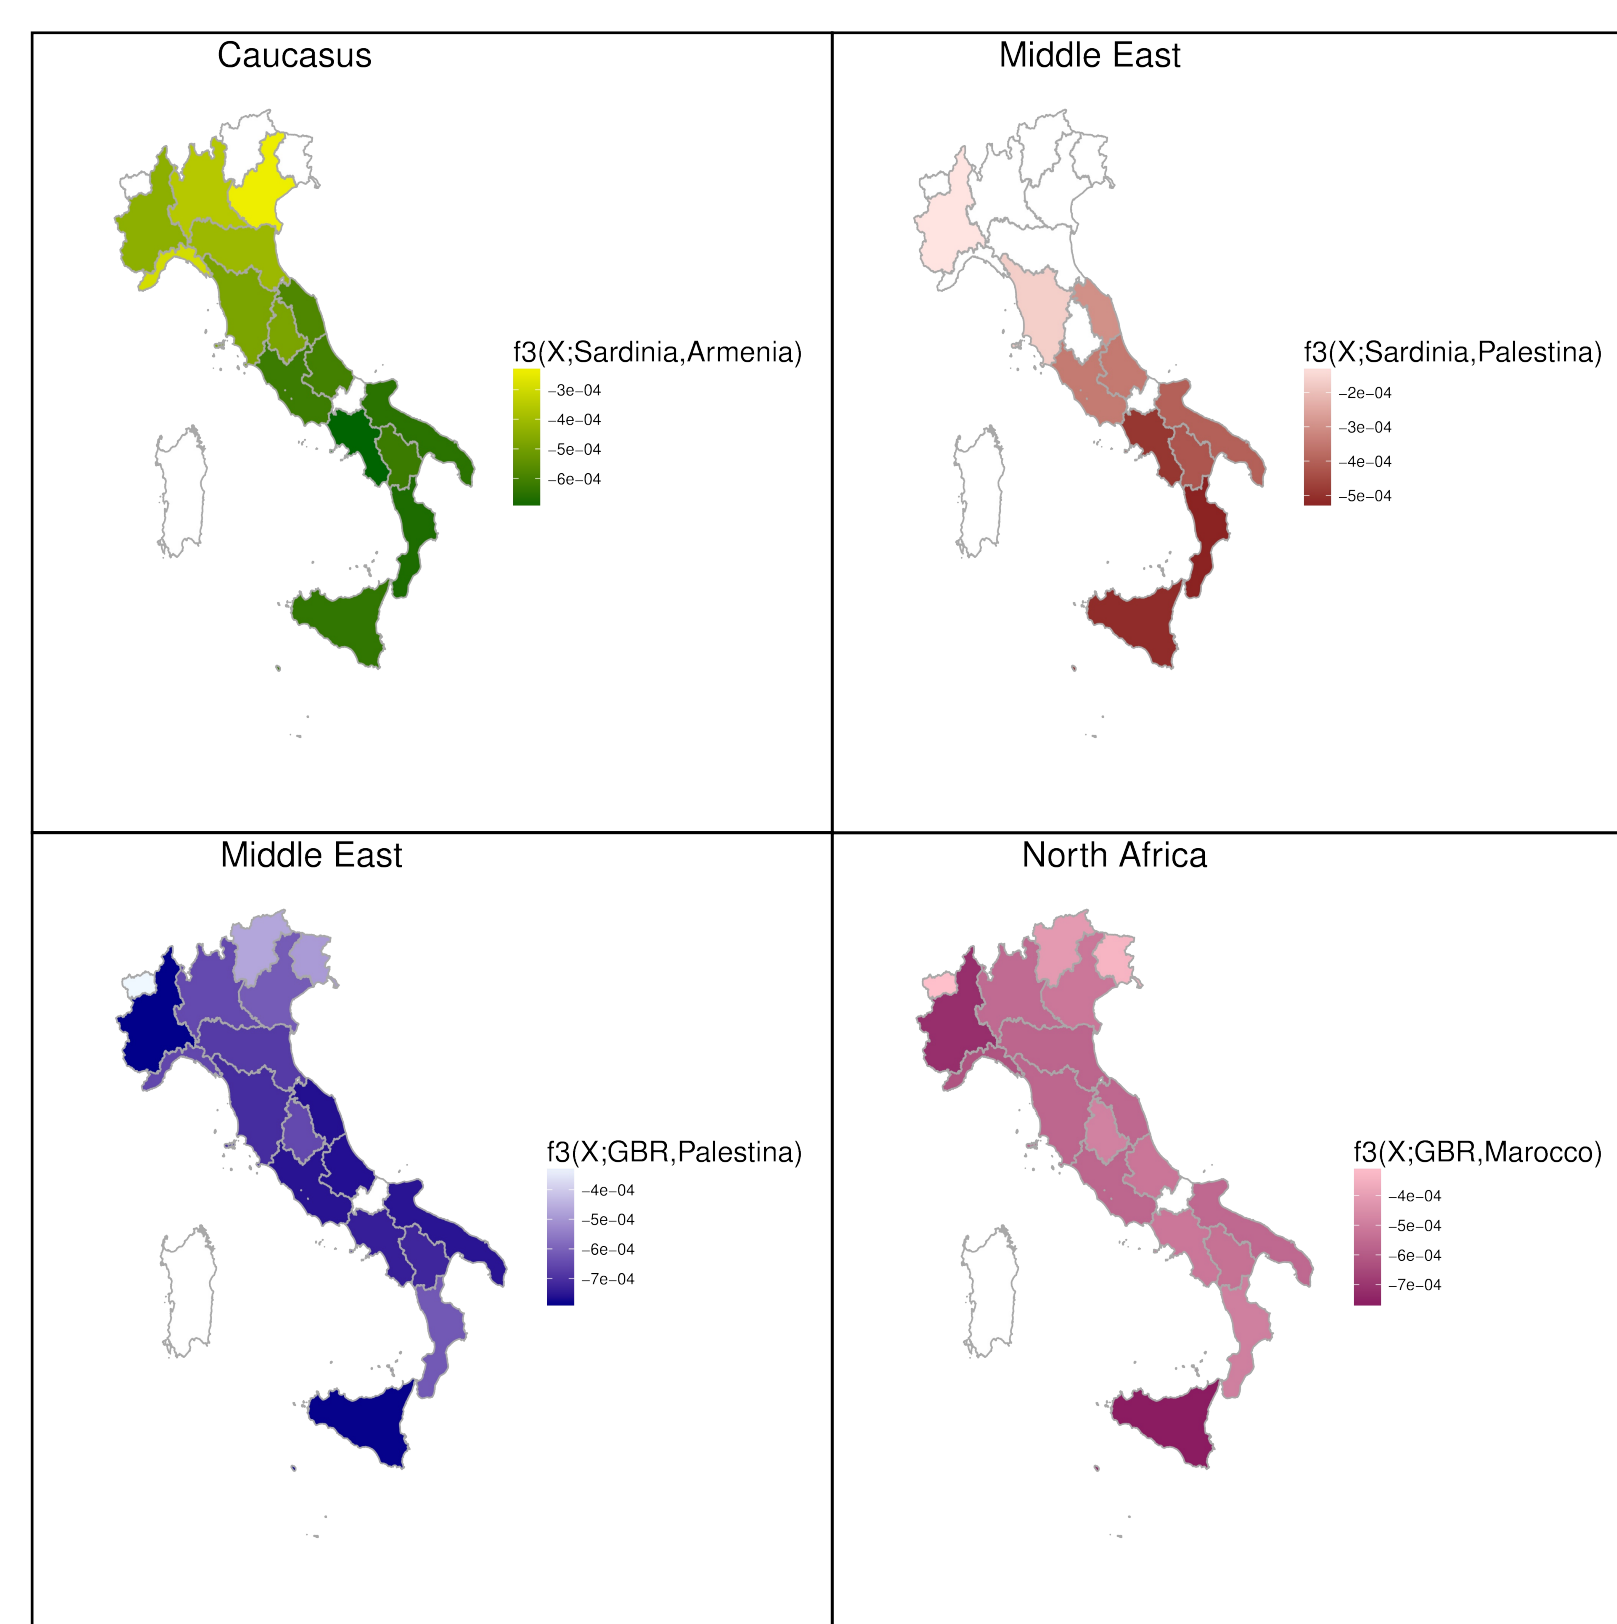 Caucasus
f3(X;Sardinia,Armenia)
−3e−04
−4e−04
−5e−04
−6e−04
Middle East
f3(X;Sardinia,Palestina)
−2e−04
−3e−04
−4e−04
−5e−04
Middle East
f3(X;GBR,Palestina)
−4e−04
−5e−04
−6e−04
−7e−04
North Africa
f3(X;GBR,Marocco)
−4e−04
−5e−04
−6e−04
−7e−04